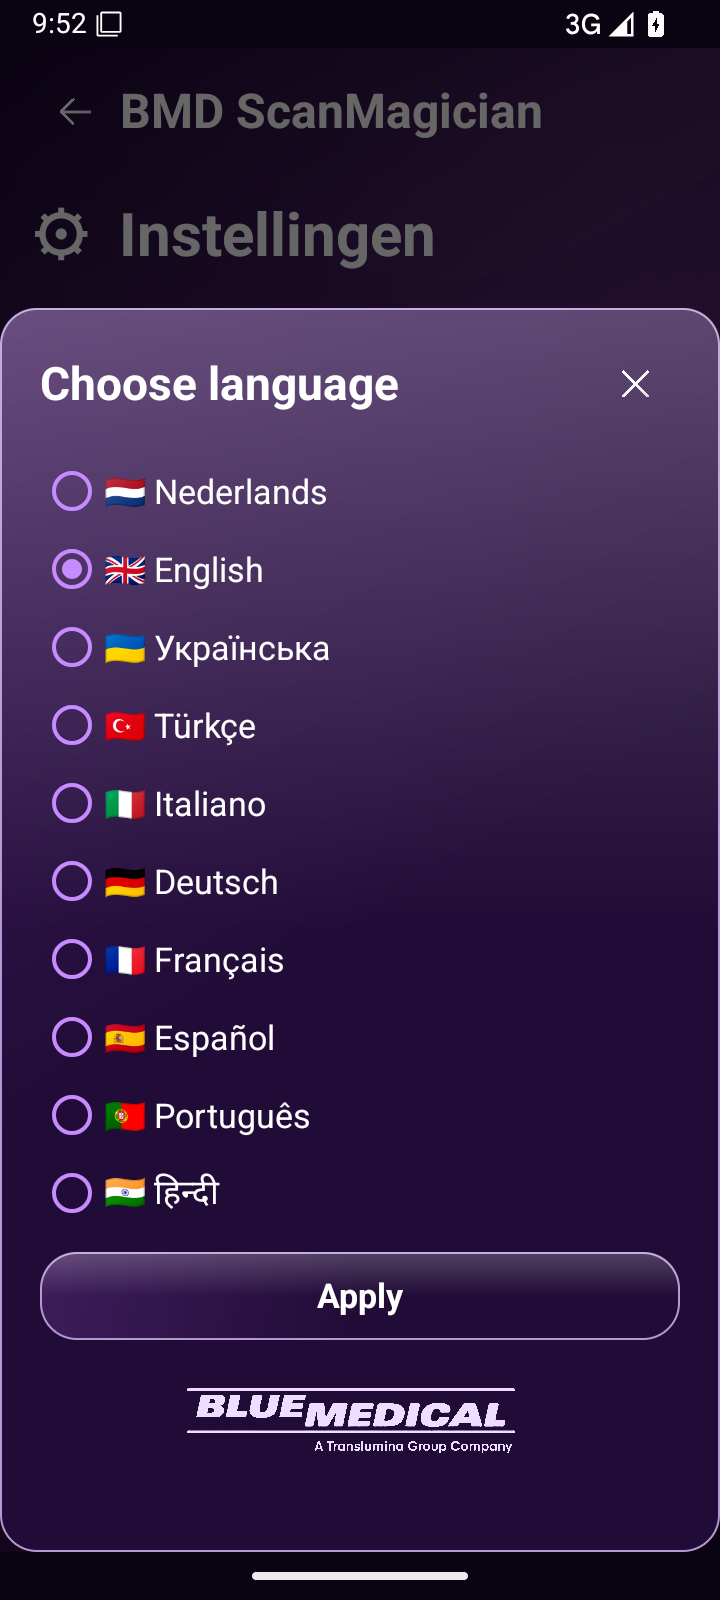 9:52
3G
BMD ScanMagician
Instellingen
Choose language
Nederlands
English
Українська
Türkçe
Italiano
Deutsch
Français
Español
Português
हिन्दी
Apply
BLUEMEDICAL
A Translumina Group Company